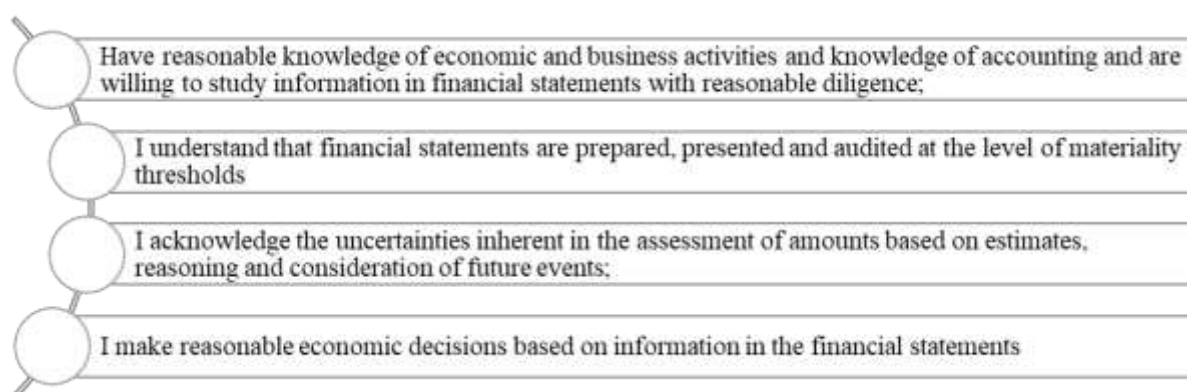 Have reasonable knowledge of economic and business activities and knowledge of accounting and are
willing to study information in financial statements with reasonable diligence;
I understand that financial statements are prepared, presented and audited at the level of materiality
thresholds
I acknowledge the uncertainties inherent in the assessment of amounts based on estimates,
reasoning and consideration of future events;
I make reasonable economic decisions based on information in the financial statements